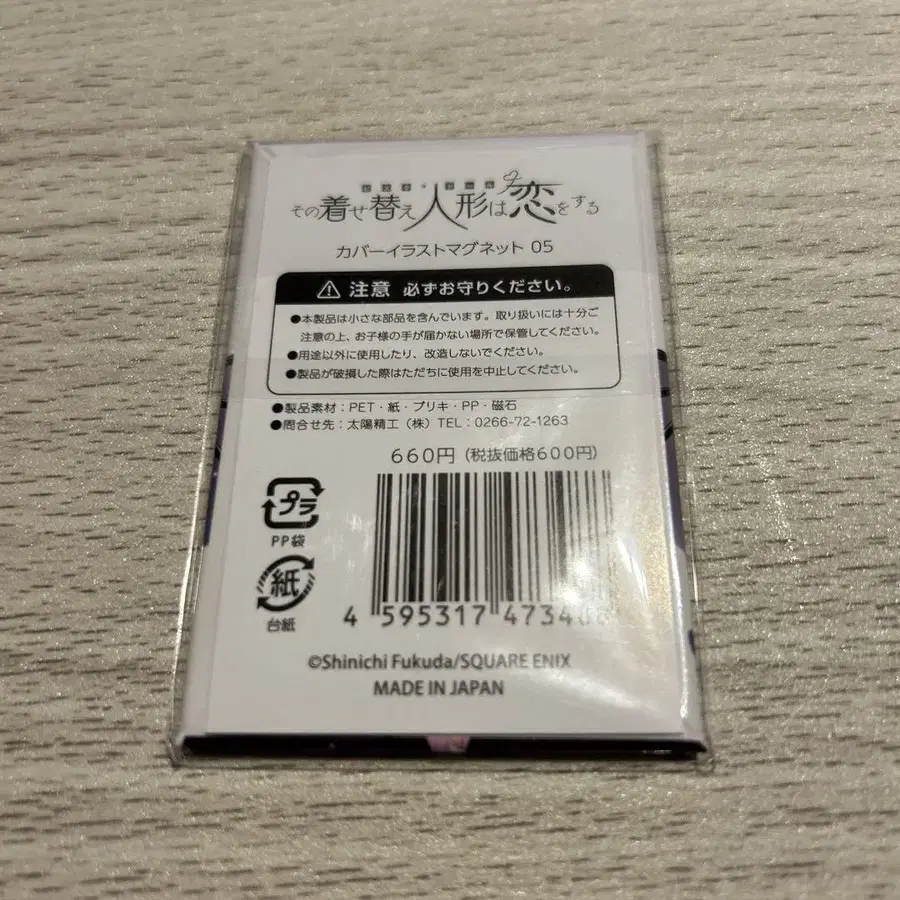 ビスク・ドール
その着せ替え人形は恋をする
カバーイラストマグネット 05
注意 必ずお守りください。
●本製品は小さな部品を含んでいます。取り扱いには十分ご
注意の上、お子様の手が届かない場所で保管してください。
●用途以外に使用したり、改造しないでください。
●製品が破損した際はただちに使用を中止してください。
●製品素材：PET・紙・ブリキ・PP・磁石
●問合せ先：太陽精工（株）TEL：0266-72-1263
660円（税抜価格600円）
プラ
PP袋
紙
台紙
4 595317
©Shinichi Fukuda/SQUARE ENIX
MADE IN JAPAN